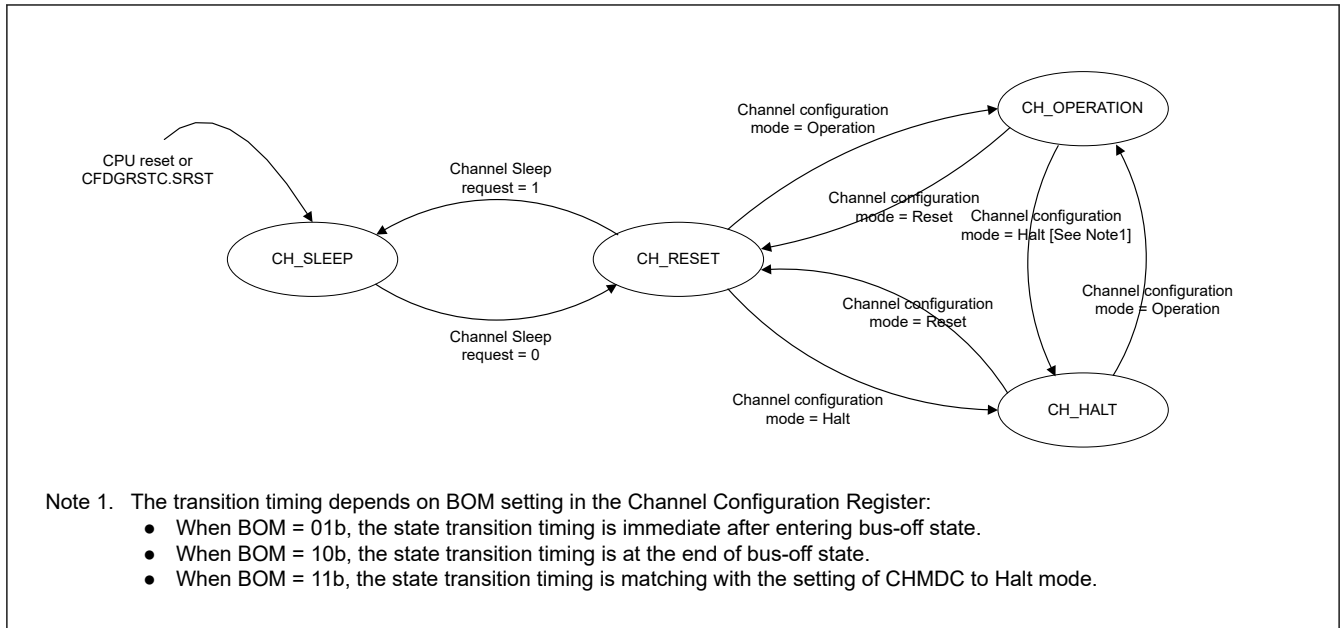 CH_OPERATION
Channel configuration
mode = Operation
CPU reset or
CFDGRSTC.SRST
Channel Sleep
request = 1
Channel configuration
mode = Reset
Channel configuration
mode = Halt [See Note1]
CH_SLEEP
CH_RESET
Channel configuration
mode = Operation
Channel configuration
mode = Reset
Channel Sleep
request = 0
Channel configuration
mode = Halt
CH_HALT
Note 1. The transition timing depends on BOM setting in the Channel Configuration Register:
● When BOM = 01b, the state transition timing is immediate after entering bus-off state.
● When BOM = 10b, the state transition timing is at the end of bus-off state.
● When BOM = 11b, the state transition timing is matching with the setting of CHMDC to Halt mode.